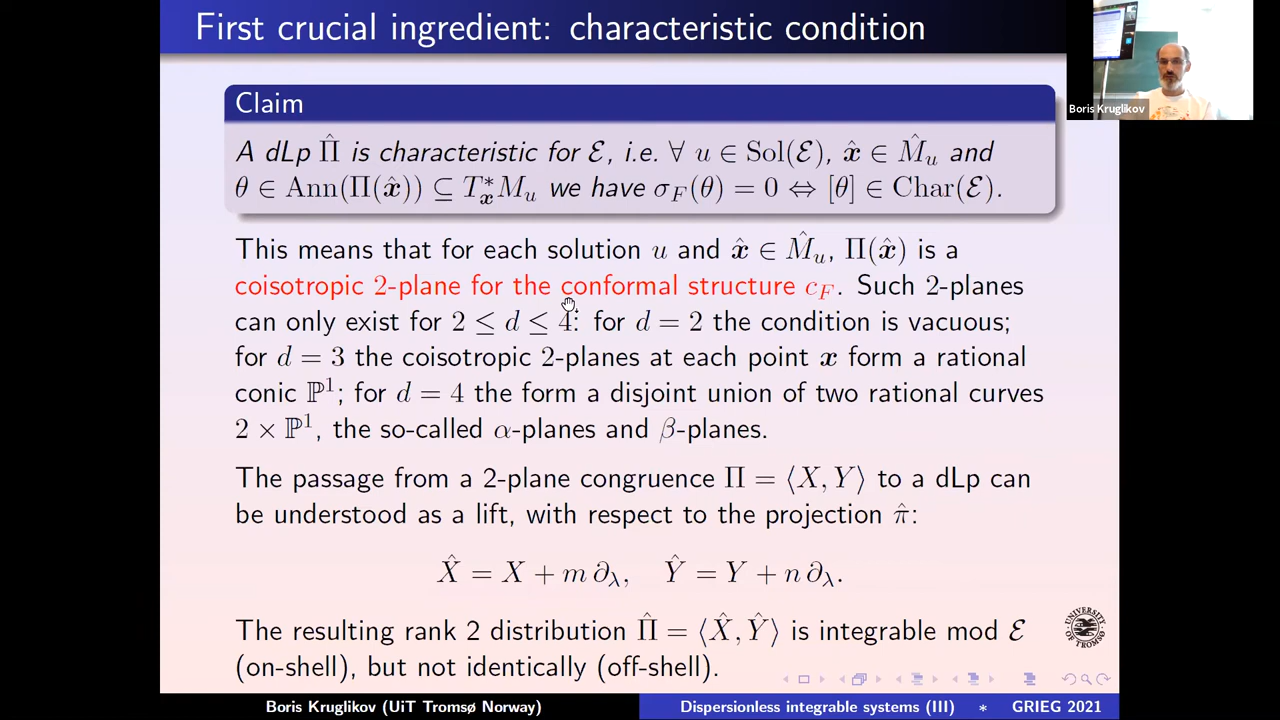 First crucial ingredient: characteristic condition
Boris Kruglikov
Claim
A dLp Π̂ is characteristic for ℰ, i.e. ∀ u ∈ Sol(ℰ), x̂ ∈ M̂ᵤ and
θ ∈ Ann(Π(x̂)) ⊆ T*ₓMᵤ we have σ_F(θ) = 0 ⇔ [θ] ∈ Char(ℰ).
This means that for each solution u and x̂ ∈ M̂ᵤ, Π(x̂) is a
coisotropic 2-plane for the conformal structure c_F. Such 2-planes
can only exist for 2 ≤ d ≤ 4: for d = 2 the condition is vacuous;
for d = 3 the coisotropic 2-planes at each point x form a rational
conic ℙ¹; for d = 4 the form a disjoint union of two rational curves
2 × ℙ¹, the so-called α-planes and β-planes.
The passage from a 2-plane congruence Π = ⟨X, Y⟩ to a dLp can
be understood as a lift, with respect to the projection π̂:
X̂ = X + m ∂_λ, Ŷ = Y + n ∂_λ.
The resulting rank 2 distribution Π̂ = ⟨X̂, Ŷ⟩ is integrable mod ℰ
(on-shell), but not identically (off-shell).
UNIVERSITY OF TROMSØ
Boris Kruglikov (UiT Tromsø Norway)
Dispersionless integrable systems (III) * GRIEG 2021